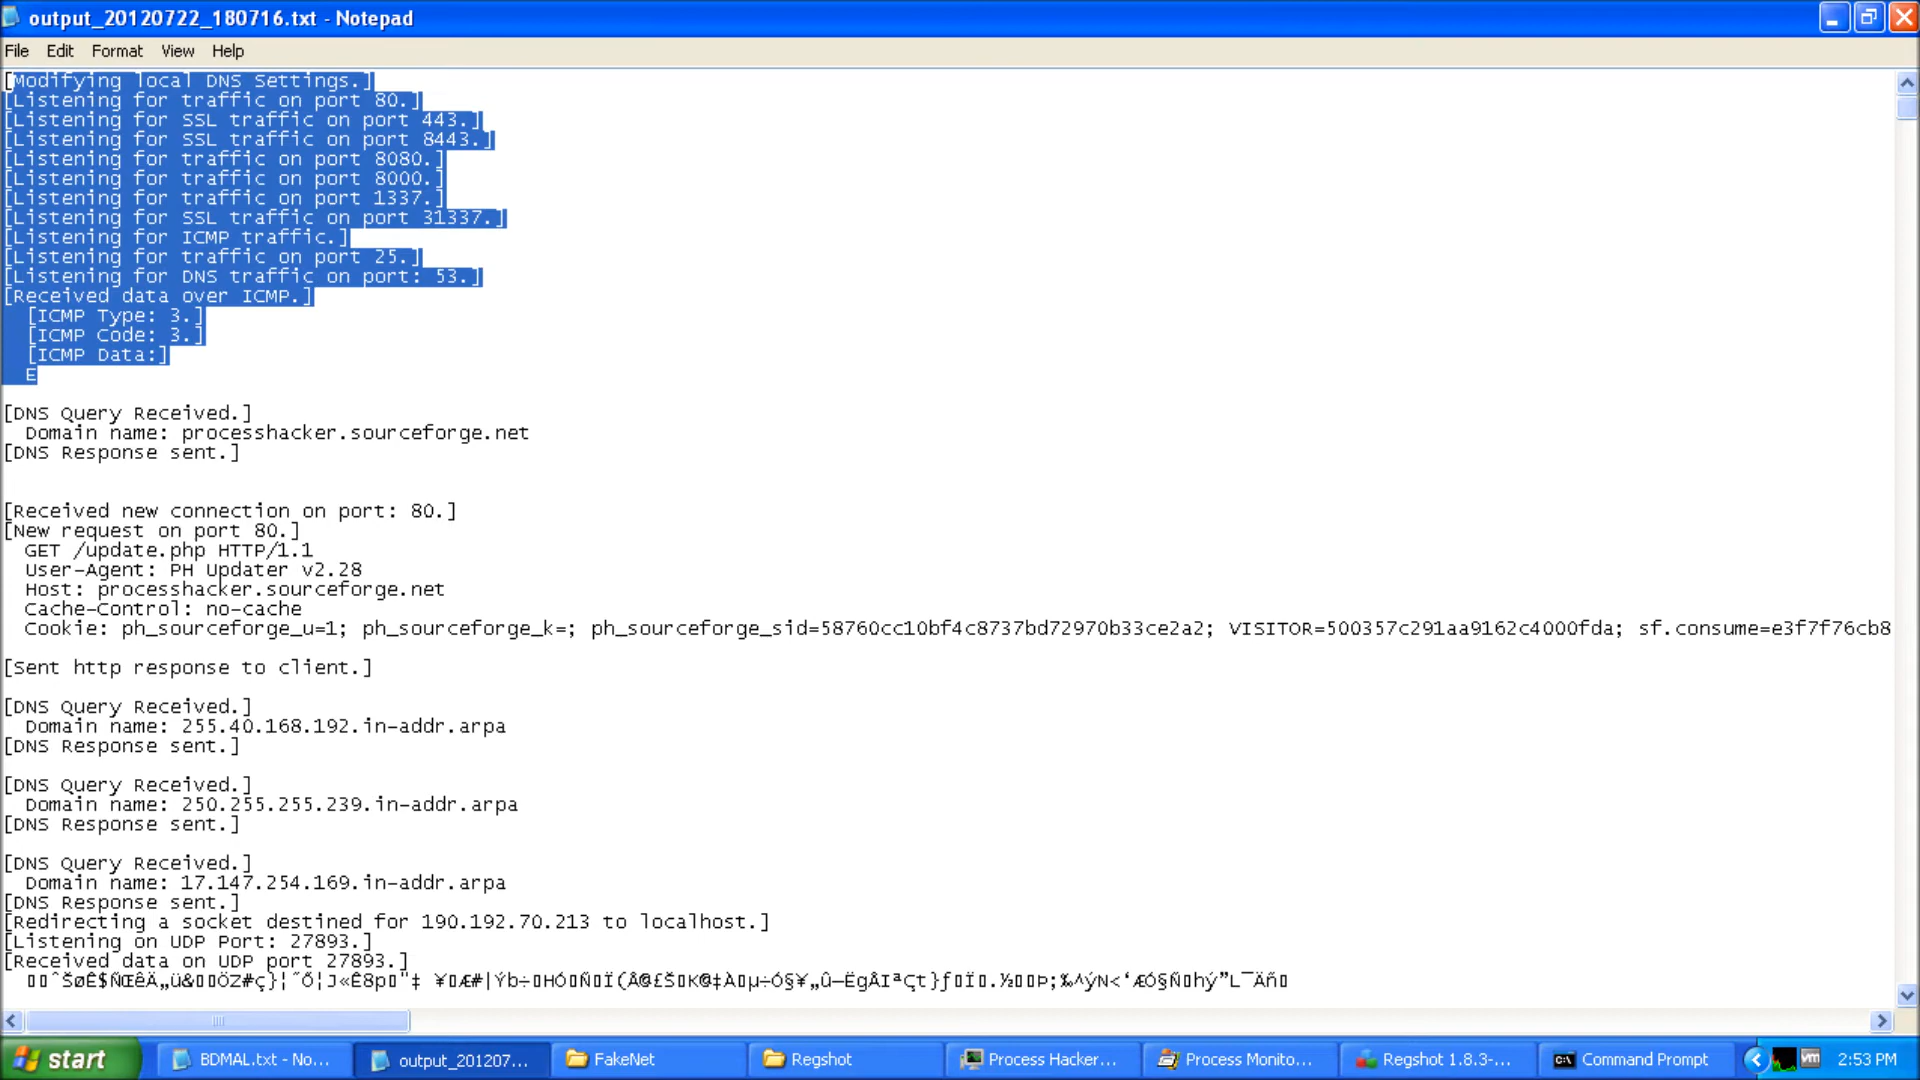 output_20120722_180716.txt - Notepad
File Edit Format View Help
[Modifying local DNS Settings.]
[Listening for traffic on port 80.]
[Listening for SSL traffic on port 443.]
[Listening for SSL traffic on port 8443.]
[Listening for traffic on port 8080.]
[Listening for traffic on port 8000.]
[Listening for traffic on port 1337.]
[Listening for SSL traffic on port 31337.]
[Listening for ICMP traffic.]
[Listening for traffic on port 25.]
[Listening for DNS traffic on port: 53.]
[Received data over ICMP.]
[ICMP Type: 3.]
[ICMP Code: 3.]
[ICMP Data:]
E
[DNS Query Received.]
Domain name: processhacker.sourceforge.net
[DNS Response sent.]
[Received new connection on port: 80.]
[New request on port 80.]
GET /update.php HTTP/1.1
User-Agent: PH Updater v2.28
Host: processhacker.sourceforge.net
Cache-Control: no-cache
Cookie: ph_sourceforge_u=1; ph_sourceforge_k=; ph_sourceforge_sid=58760cc10bf4c8737bd72970b33ce2a2; VISITOR=500357c291aa9162c4000fda; sf.consume=e3f7f76cb8
[Sent http response to client.]
[DNS Query Received.]
Domain name: 255.40.168.192.in-addr.arpa
[DNS Response sent.]
[DNS Query Received.]
Domain name: 250.255.255.239.in-addr.arpa
[DNS Response sent.]
[DNS Query Received.]
Domain name: 17.147.254.169.in-addr.arpa
[DNS Response sent.]
[Redirecting a socket destined for 190.192.70.213 to localhost.]
[Listening on UDP Port: 27893.]
[Received data on UDP port 27893.]
start BDMAL.txt - No... output_201207... FakeNet Regshot Process Hacker... Process Monito... Regshot 1.8.3-... Command Prompt 2:53 PM